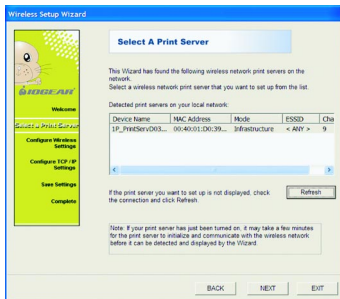 Wireless Setup Wizard
IOGEAR
Welcome
Select a Print Server
Configure Wireless
Settings
Configure TCP / IP
Settings
Save Settings
Complete
Select A Print Server
This Wizard has found the following wireless network print servers on the
network.
Select a wireless network print server that you want to set up from the list.
Detected print servers on your local network:
Device Name MAC Address Mode ESSID Cha
1P_PrintServD03... 00:40:01:D0:39... Infrastructure < ANY > 9
If the print server you want to set up is not displayed, check
the connection and click Refresh.
Refresh
Note: If your print server has just been turned on, it may take a few minutes
for the print server to initialize and communicate with the wireless network
before it can be detected and displayed by the Wizard.
BACK NEXT EXIT